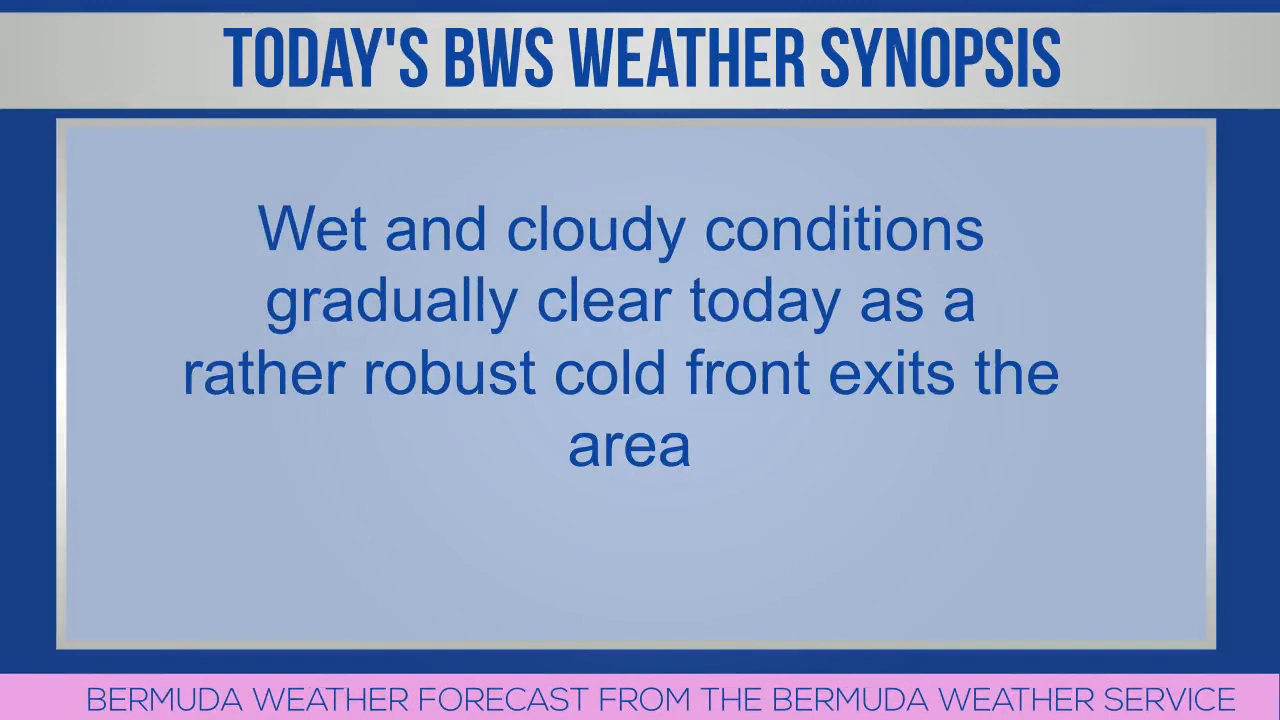 TODAY'S BWS WEATHER SYNOPSIS
Wet and cloudy conditions
gradually clear today as a
rather robust cold front exits the
area
BERMUDA WEATHER FORECAST FROM THE BERMUDA WEATHER SERVICE